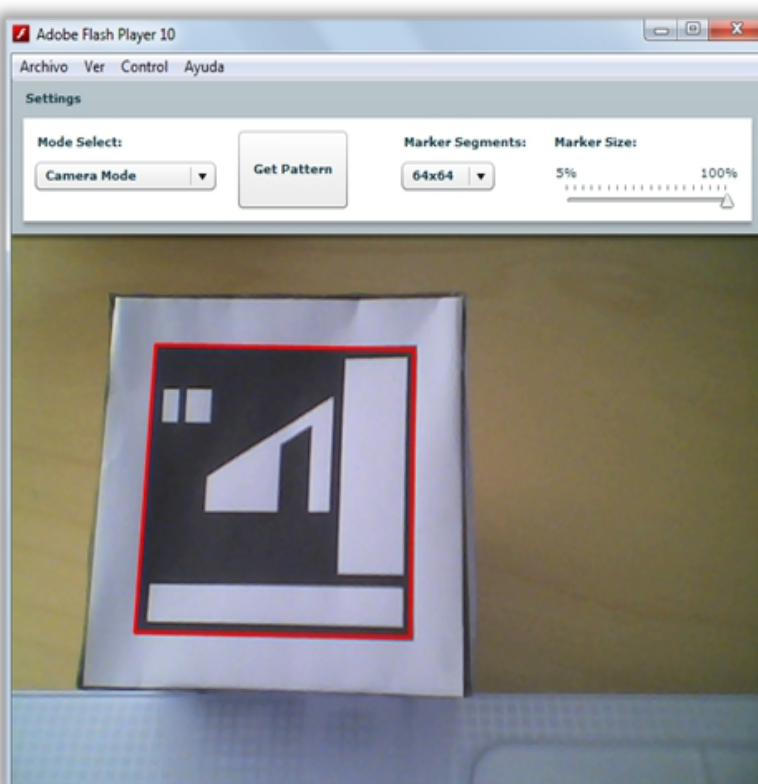 Adobe Flash Player 10
Archivo Ver Control Ayuda
Settings
Mode Select: Marker Segments: Marker Size:
Camera Mode Get Pattern 64x64 5% 100%